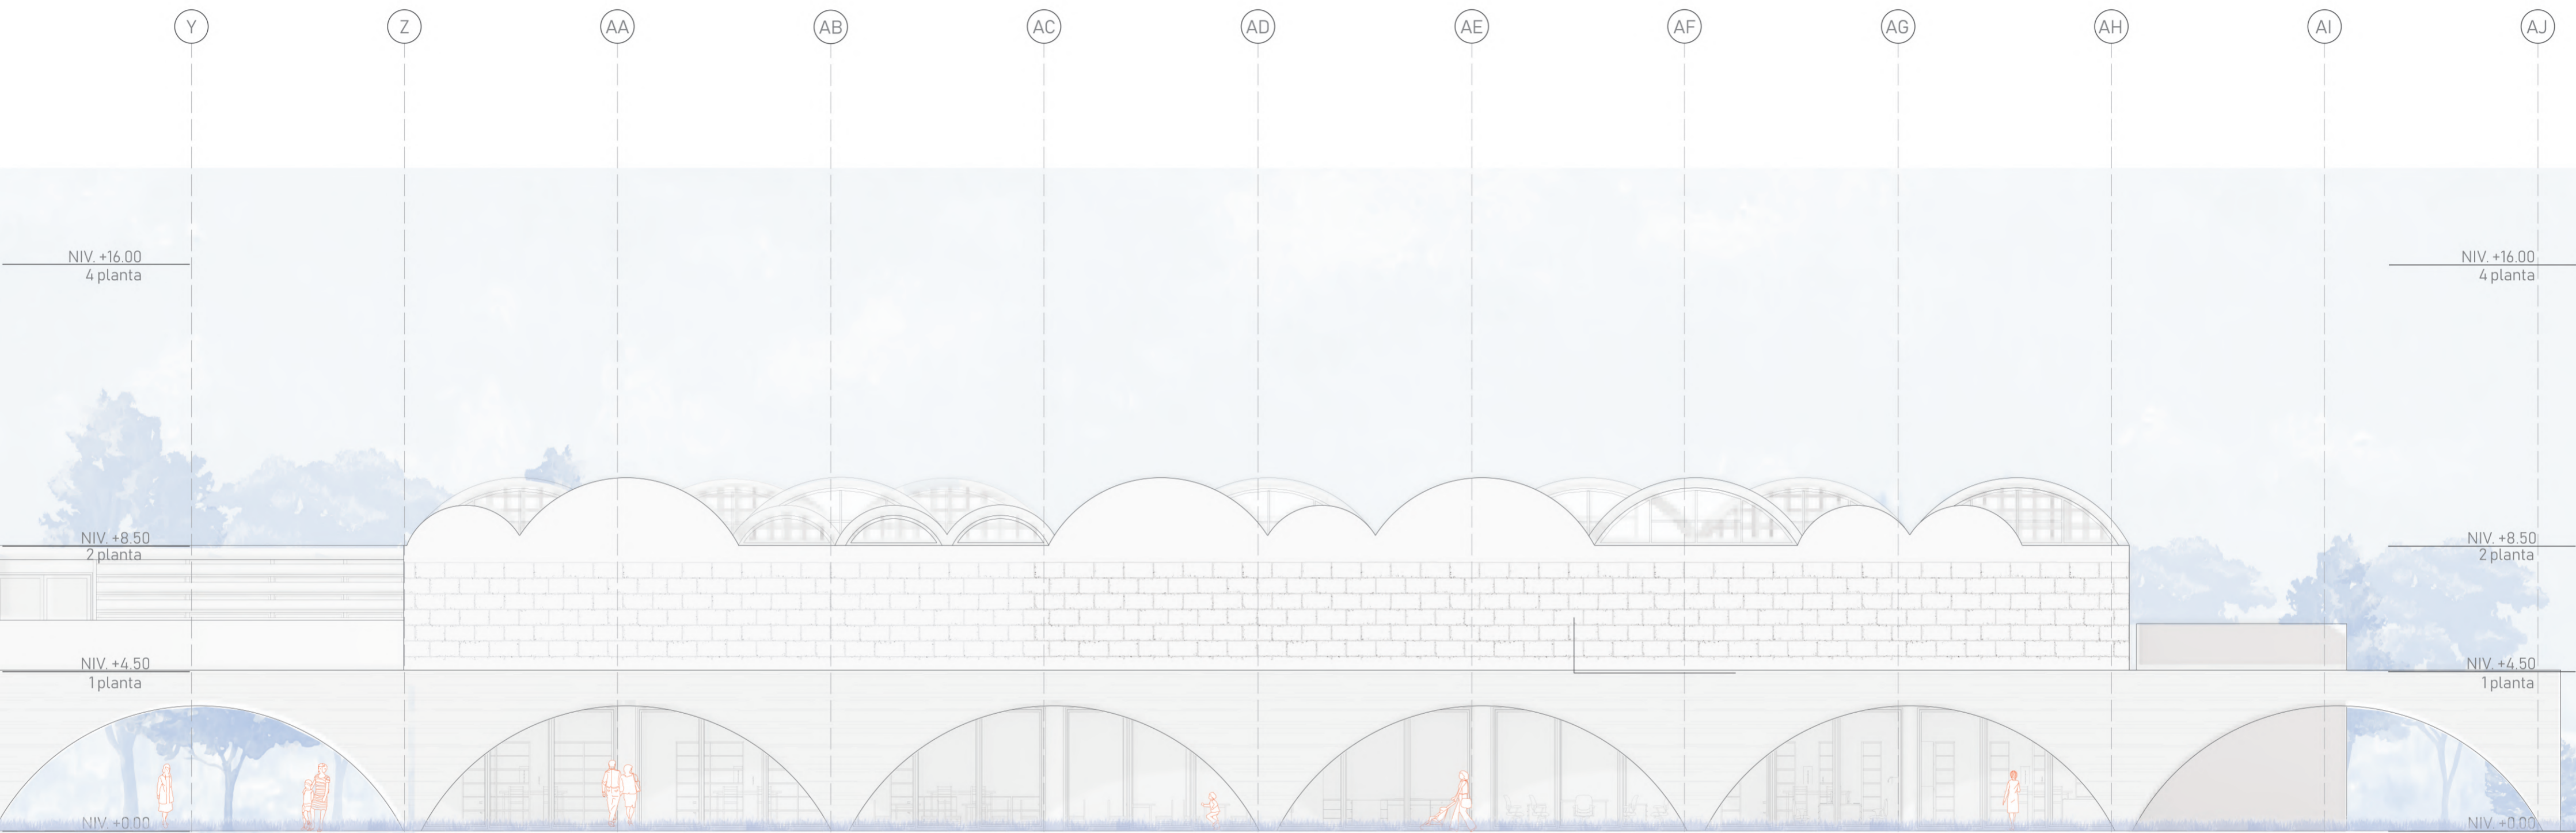 Y
Z
AA
AB
AC
AD
AE
AF
AG
AH
AI
AJ
NIV. +16.00
4 planta
NIV. +16.00
4 planta
NIV. +8.50
2 planta
NIV. +8.50
2 planta
NIV. +4.50
1 planta
NIV. +4.50
1 planta
NIV. +0.00
NIV. +0.00